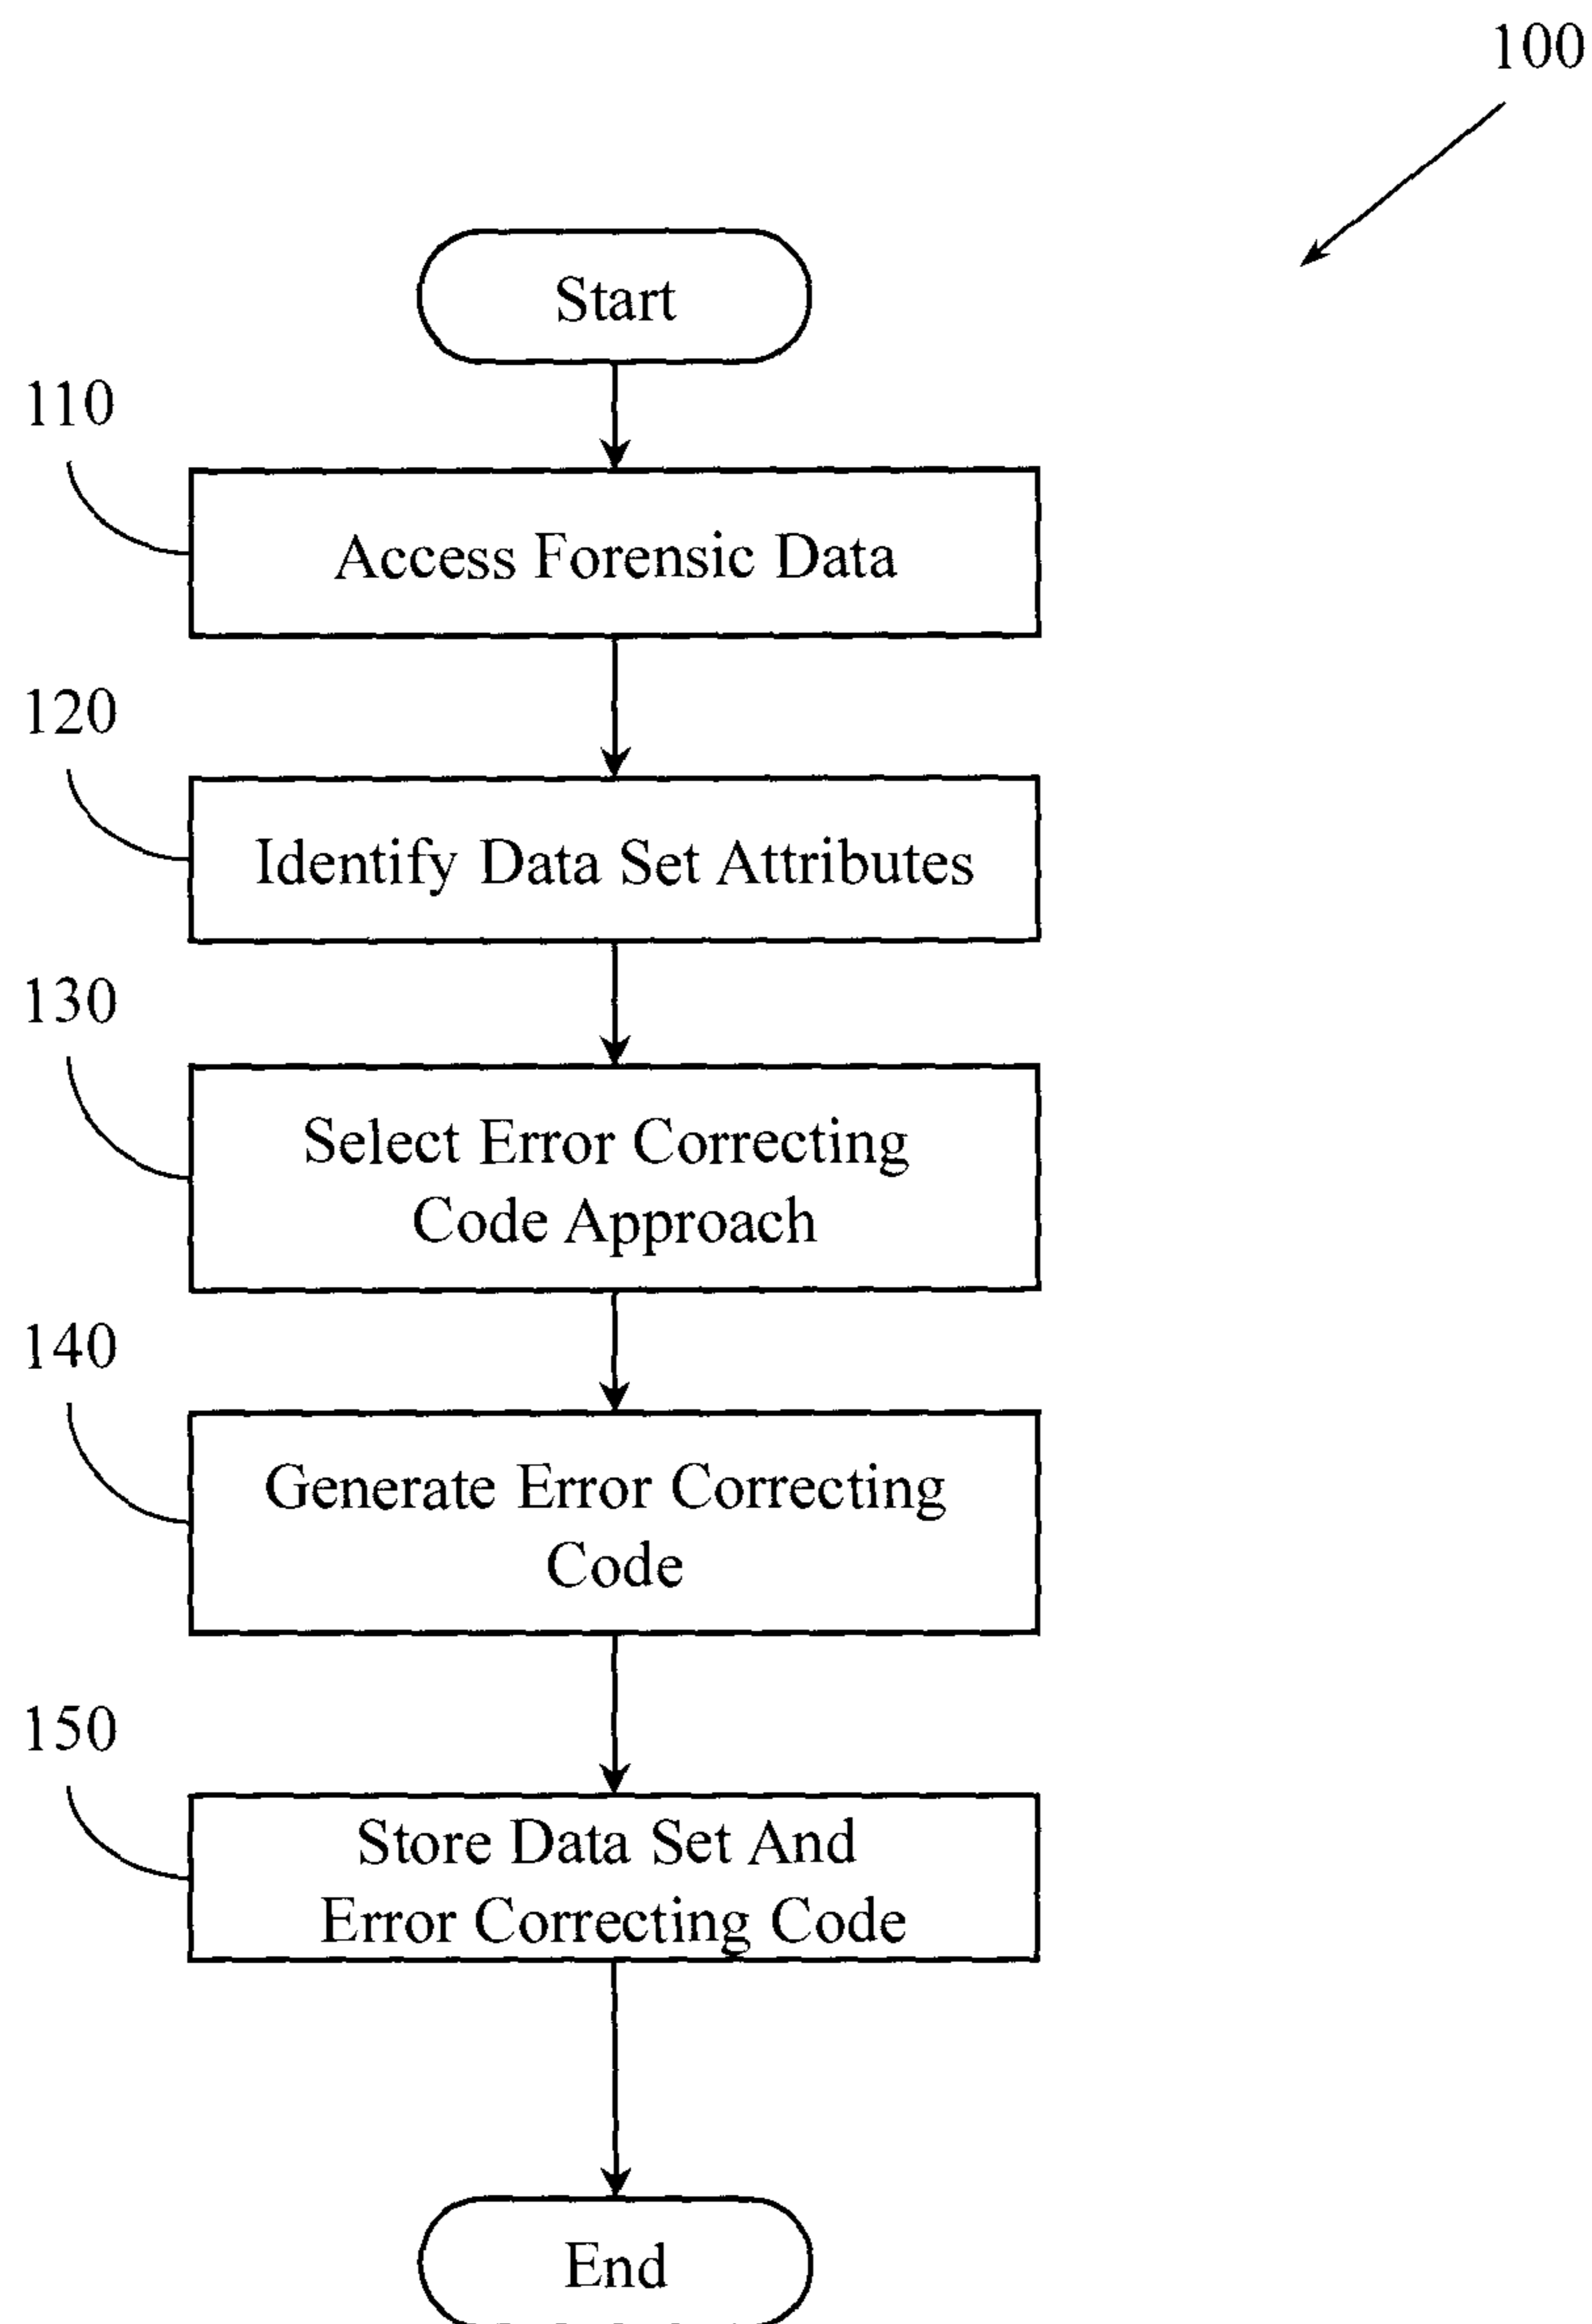 100
Start
110
Access Forensic Data
120
Identify Data Set Attributes
130
Select Error Correcting
Code Approach
140
Generate Error Correcting
Code
150
Store Data Set And
Error Correcting Code
End